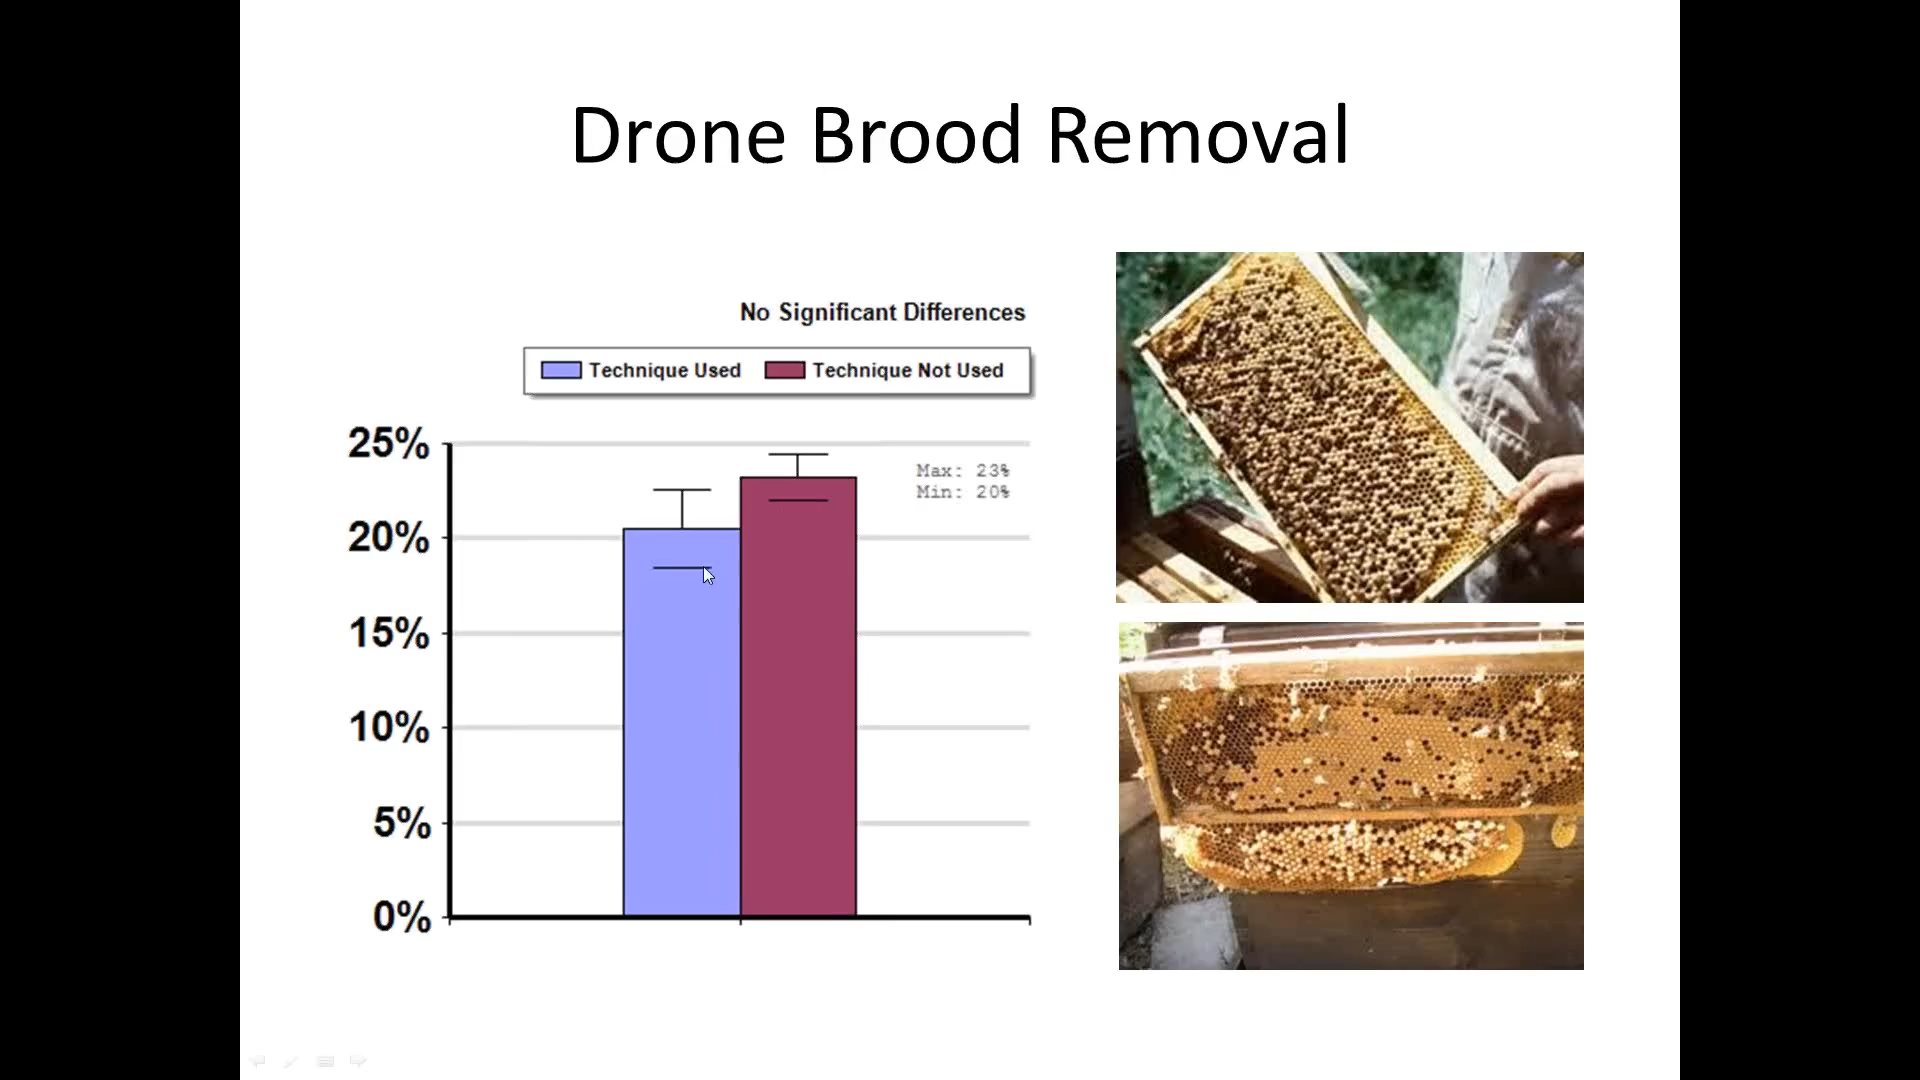 Drone Brood Removal
No Significant Differences
Technique Used Technique Not Used
25%
Max: 23%
Min: 20%
20%
15%
10%
5%
0%